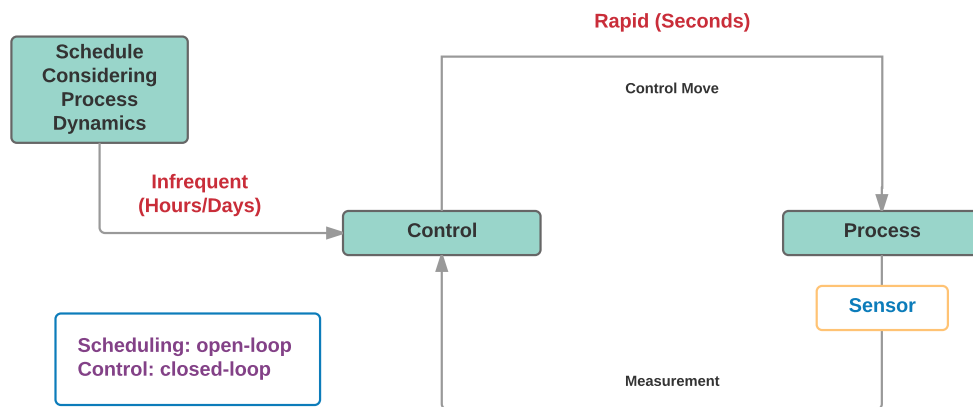 Rapid (Seconds)
Schedule
Considering
Process
Dynamics
Control Move
Infrequent
(Hours/Days)
Control
Process
Sensor
Scheduling: open-loop
Control: closed-loop
Measurement